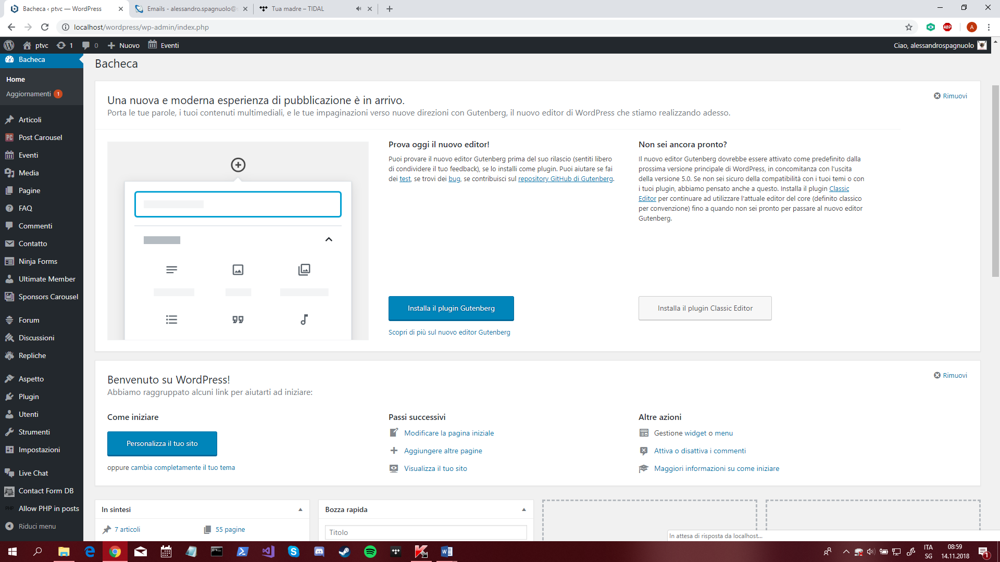 Bacheca ‹ ptvc — WordPress
Emails - alessandro.spagnuolo@
Tua madre – TIDAL
localhost/wordpress/wp-admin/index.php
ABP
A
ptvc
1
0
Nuovo
Eventi
Ciao, alessandrospagnuolo
Bacheca
Home
Aggiornamenti 1
Articoli
PC Post Carousel
Eventi
Media
Pagine
FAQ
Commenti
Contatto
Ninja Forms
Ultimate Member
Sponsors Carousel
Forum
Discussioni
Repliche
Aspetto
Plugin
Utenti
Strumenti
Impostazioni
Live Chat
Contact Form DB
PHP Allow PHP in posts
Riduci menu
Bacheca
Una nuova e moderna esperienza di pubblicazione è in arrivo.
Rimuovi
Porta le tue parole, i tuoi contenuti multimediali, e le tue impaginazioni verso nuove direzioni con Gutenberg, il nuovo editor di WordPress che stiamo realizzando adesso.
Prova oggi il nuovo editor!
Puoi provare il nuovo editor Gutenberg prima del suo rilascio (sentiti libero
di condividere il tuo feedback), se lo installi come plugin. Puoi aiutare se fai
dei test, se trovi dei bug, se contribuisci sul repository GitHub di Gutenberg.
Installa il plugin Gutenberg
Scopri di più sul nuovo editor Gutenberg
Non sei ancora pronto?
Il nuovo editor Gutenberg dovrebbe essere attivato come predefinito dalla
prossima versione principale di WordPress, in concomitanza con l'uscita
della versione 5.0. Se non sei sicuro della compatibilità con i tuoi temi o con
i tuoi plugin, abbiamo pensato anche a questo. Installa il plugin Classic
Editor per continuare ad utilizzare l'attuale editor del core (definito classico
per convenzione) fino a quando non sei pronto per passare al nuovo editor
Gutenberg.
Installa il plugin Classic Editor
Benvenuto su WordPress!
Rimuovi
Abbiamo raggruppato alcuni link per aiutarti ad iniziare:
Come iniziare
Personalizza il tuo sito
oppure cambia completamente il tuo tema
Passi successivi
Modificare la pagina iniziale
Aggiungere altre pagine
Visualizza il tuo sito
Altre azioni
Gestione widget o menu
Attiva o disattiva i commenti
Maggiori informazioni su come iniziare
In sintesi
7 articoli
55 pagine
Bozza rapida
Titolo
In attesa di risposta da localhost...
ITA
SG
08:59
14.11.2018
1